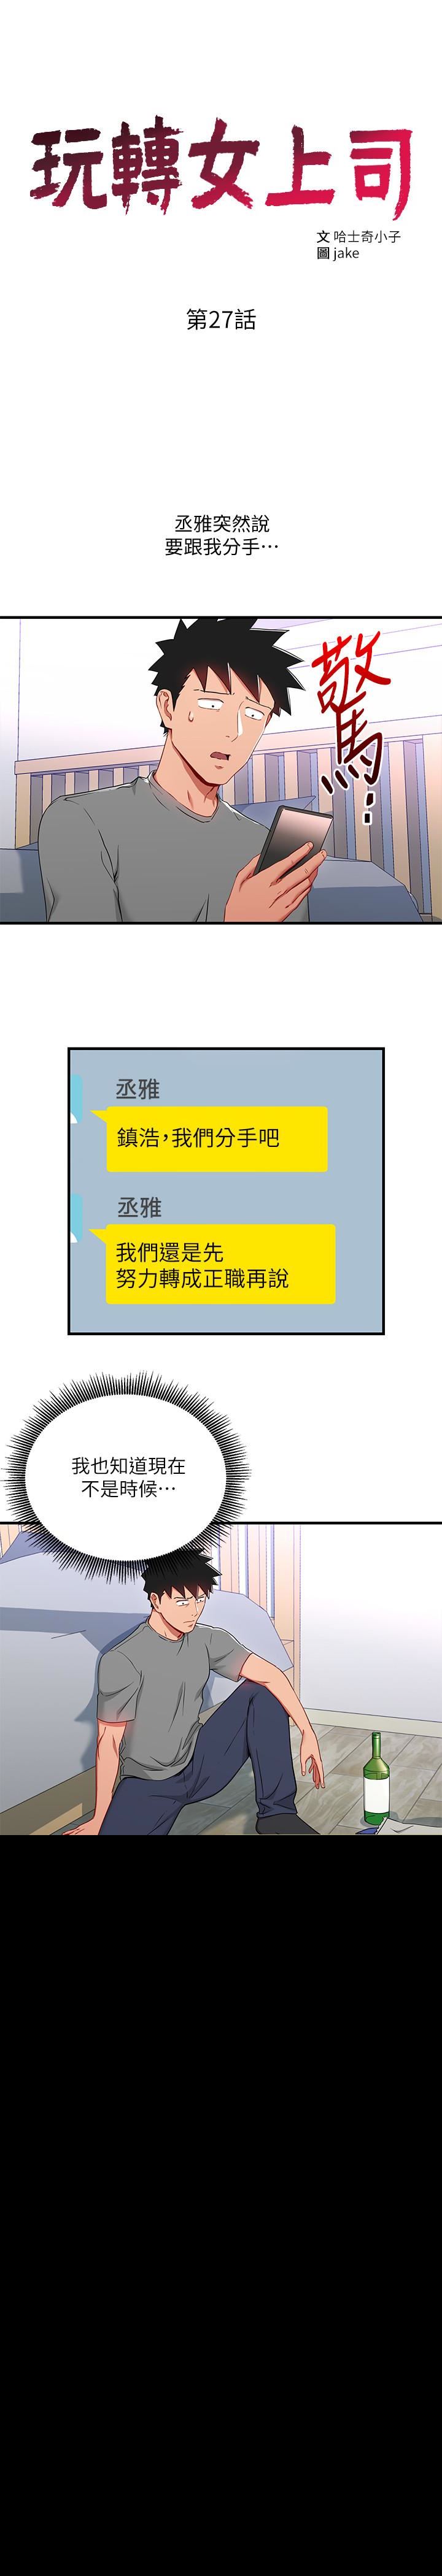 玩轉女上司
文 哈士奇小子
圖 jake
第27話
丞雅突然說
要跟我分手…
驚!
丞雅
鎮浩，我們分手吧
丞雅
我們還是先
努力轉成正職再說
我也知道現在
不是時候…